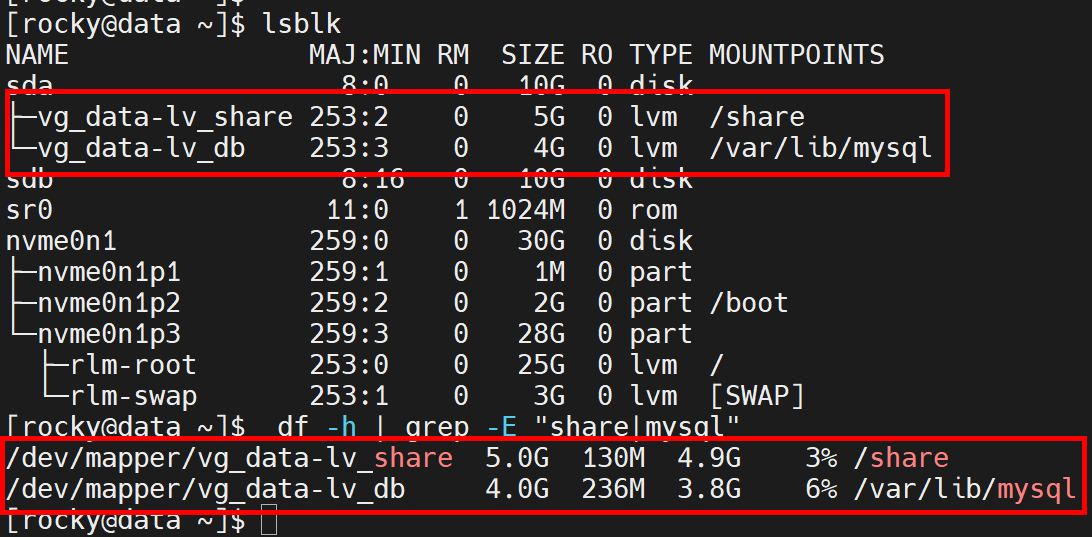 [rocky@data ~]$
[rocky@data ~]$ lsblk
NAME                MAJ:MIN RM   SIZE RO TYPE MOUNTPOINTS
sda                   8:0    0    10G  0 disk
├─vg_data-lv_share 253:2    0     5G  0 lvm  /share
└─vg_data-lv_db    253:3    0     4G  0 lvm  /var/lib/mysql
sdb                   8:16   0    10G  0 disk
sr0                  11:0    1  1024M  0 rom
nvme0n1            259:0    0    30G  0 disk
├─nvme0n1p1        259:1    0     1M  0 part
├─nvme0n1p2        259:2    0     2G  0 part /boot
└─nvme0n1p3        259:3    0    28G  0 part
  ├─rlm-root       253:0    0    25G  0 lvm  /
  └─rlm-swap       253:1    0     3G  0 lvm  [SWAP]
[rocky@data ~]$  df -h | grep -E "share|mysql"
/dev/mapper/vg_data-lv_share  5.0G  130M  4.9G    3% /share
/dev/mapper/vg_data-lv_db     4.0G  236M  3.8G    6% /var/lib/mysql
[rocky@data ~]$